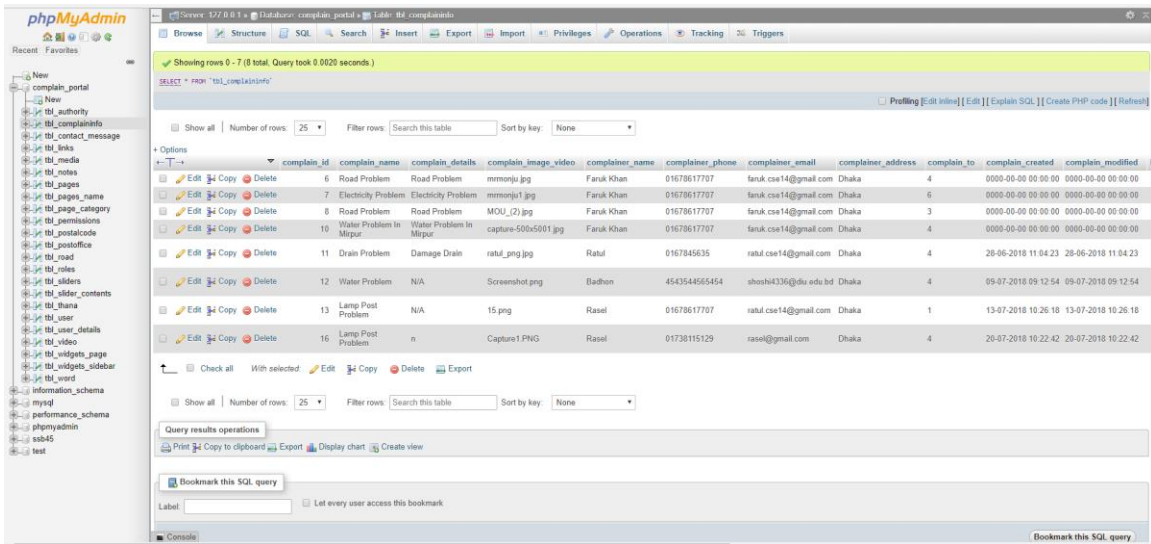 phpMyAdmin
Recent Favorites
New
complain_portal
New
tbl_authority
tbl_complaininfo
tbl_contact_message
tbl_links
tbl_media
tbl_notes
tbl_pages
tbl_pages_name
tbl_page_category
tbl_permissions
tbl_postalcode
tbl_postoffice
tbl_road
tbl_roles
tbl_sliders
tbl_slider_contents
tbl_thana
tbl_user
tbl_user_details
tbl_video
tbl_widgets_page
tbl_widgets_sidebar
tbl_word
information_schema
mysql
performance_schema
phpmyadmin
ssb45
test
Server: 127.0.0.1 » Database: complain_portal » Table: tbl_complaininfo
Browse Structure SQL Search Insert Export Import Privileges Operations Tracking Triggers
Showing rows 0 - 7 (8 total, Query took 0.0020 seconds.)
SELECT * FROM `tbl_complaininfo`
Profiling [Edit inline] [ Edit ] [ Explain SQL ] [ Create PHP code ] [ Refresh]
Show all | Number of rows: 25 Filter rows: Search this table Sort by key: None
+ Options
←T→ complain_id complain_name complain_details complain_image_video complainer_name complainer_phone complainer_email complainer_address complain_to complain_created complain_modified
Edit Copy Delete 6 Road Problem Road Problem mrmonju.jpg Faruk Khan 01678617707 faruk.cse14@gmail.com Dhaka 4 0000-00-00 00:00:00 0000-00-00 00:00:00
Edit Copy Delete 7 Electricity Problem Electricity Problem mrmonju1.jpg Faruk Khan 01678617707 faruk.cse14@gmail.com Dhaka 6 0000-00-00 00:00:00 0000-00-00 00:00:00
Edit Copy Delete 8 Road Problem Road Problem MOU_(2).jpg Faruk Khan 01678617707 faruk.cse14@gmail.com Dhaka 3 0000-00-00 00:00:00 0000-00-00 00:00:00
Edit Copy Delete 10 Water Problem In Mirpur Water Problem In Mirpur capture-500x5001.jpg Faruk Khan 01678617707 faruk.cse14@gmail.com Dhaka 4 0000-00-00 00:00:00 0000-00-00 00:00:00
Edit Copy Delete 11 Drain Problem Damage Drain ratul_png.jpg Ratul 0167845635 ratul.cse14@gmail.com Dhaka 4 28-06-2018 11:04:23 28-06-2018 11:04:23
Edit Copy Delete 12 Water Problem N/A Screenshot.png Badhon 4543544565454 shoshi4336@diu.edu.bd Dhaka 4 09-07-2018 09:12:54 09-07-2018 09:12:54
Edit Copy Delete 13 Lamp Post Problem N/A 15.png Rasel 01678617707 ratul.cse14@gmail.com Dhaka 1 13-07-2018 10:26:18 13-07-2018 10:26:18
Edit Copy Delete 16 Lamp Post Problem n Capture1.PNG Rasel 01738115129 rasel@gmail.com Dhaka 4 20-07-2018 10:22:42 20-07-2018 10:22:42
Check all With selected: Edit Copy Delete Export
Show all | Number of rows: 25 Filter rows: Search this table Sort by key: None
Query results operations
Print Copy to clipboard Export Display chart Create view
Bookmark this SQL query
Label: Let every user access this bookmark
Console
Bookmark this SQL query